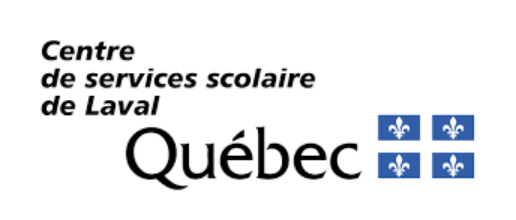 Centre
de services scolaire
de Laval
Québec